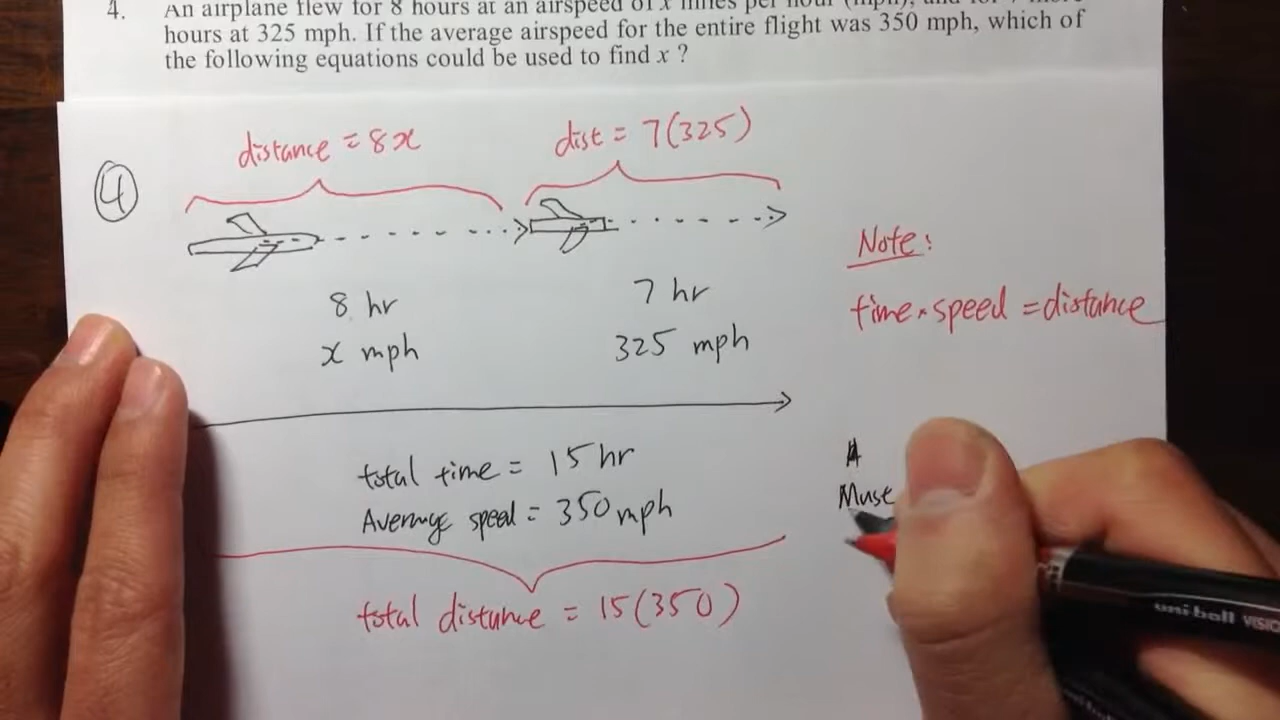 4. An airplane flew for 8 hours at an airspeed of x miles per hour (mph), and for 7 more
hours at 325 mph. If the average airspeed for the entire flight was 350 mph, which of
the following equations could be used to find x ?
distance = 8x
dist = 7(325)
4
8 hr
x mph
7 hr
325 mph
Note:
time × speed = distance
total time = 15 hr
Average speed = 350 mph
total distance = 15(350)
Must
uni-ball VISIO